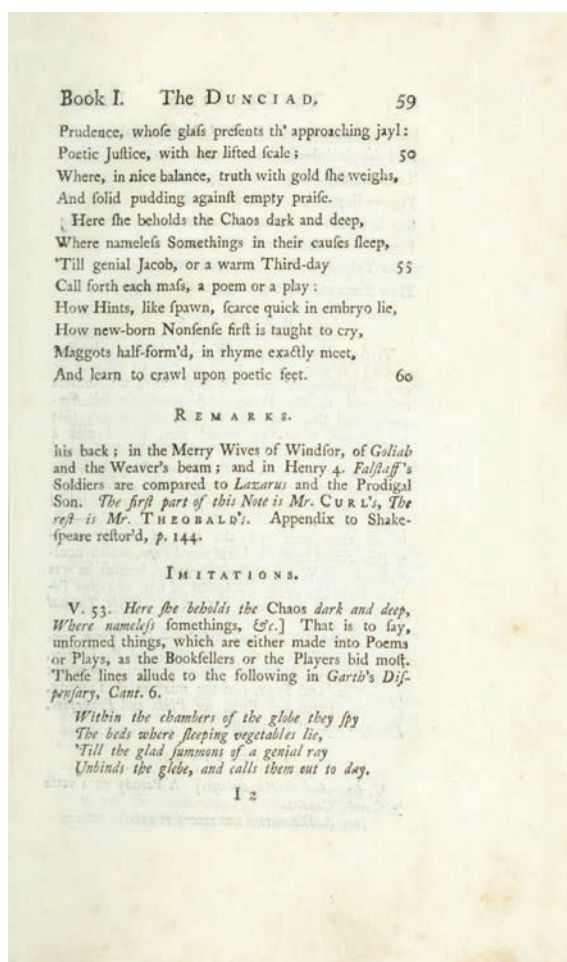 Book I. The DUNCIAD, 59
Prudence, whoſe glaſs preſents th' approaching jayl:
Poetic Juſtice, with her lifted ſcale; 50
Where, in nice balance, truth with gold ſhe weighs,
And ſolid pudding againſt empty praiſe.
Here ſhe beholds the Chaos dark and deep,
Where nameleſs Somethings in their cauſes ſleep,
'Till genial Jacob, or a warm Third-day 55
Call forth each maſs, a poem or a play:
How Hints, like ſpawn, ſcarce quick in embryo lie,
How new-born Nonſenſe firſt is taught to cry,
Maggots half-form'd, in rhyme exactly meet,
And learn to crawl upon poetic feet. 60
REMARKS.
his back; in the Merry Wives of Windſor, of Goliah
and the Weaver's beam; and in Henry 4. Falſtaff's
Soldiers are compared to Lazarus and the Prodigal
Son. The firſt part of this Note is Mr. CURL's, The
reſt is Mr. THEOBALD's. Appendix to Shake-
ſpeare reſtor'd, p. 144.
IMITATIONS.
V. 53. Here ſhe beholds the Chaos dark and deep,
Where nameleſs ſomethings, &c.] That is to ſay,
unformed things, which are either made into Poems
or Plays, as the Bookſellers or the Players bid moſt.
Theſe lines allude to the following in Garth's Diſ-
penſary, Cant. 6.
Within the chambers of the globe they ſpy
The beds where ſleeping vegetables lie,
'Till the glad ſummons of a genial ray
Unbinds the glebe, and calls them out to day.
I 2